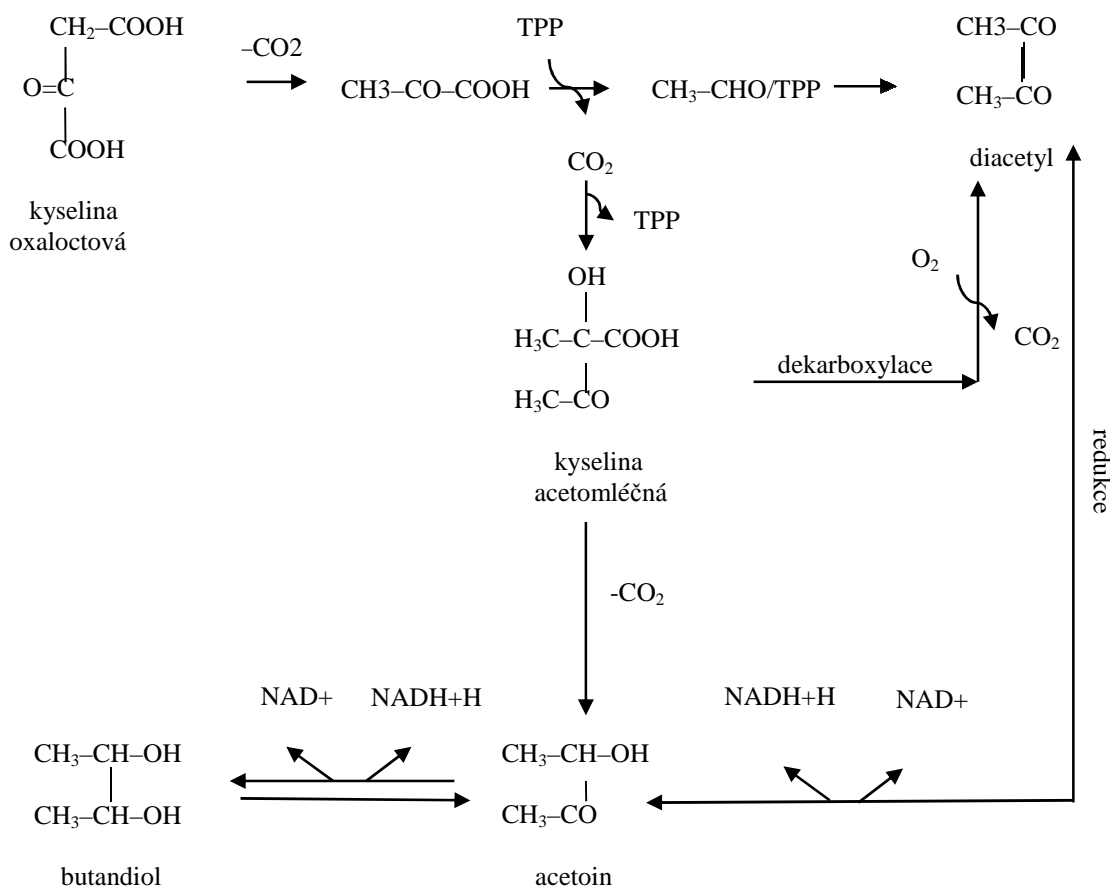 CH₂–COOH
O=C
COOH
kyselina
oxaloctová
–CO2
CH3–CO–COOH
TPP
CH₃–CHO/TPP
CH3–CO
CH₃–CO
diacetyl
CO₂
TPP
OH
H₃C–C–COOH
H₃C–CO
kyselina
acetomléčná
dekarboxylace
O₂
CO₂
redukce
-CO₂
NAD+
NADH+H
NADH+H
NAD+
CH₃–CH–OH
CH₃–CH–OH
butandiol
CH₃–CH–OH
CH₃–CO
acetoin